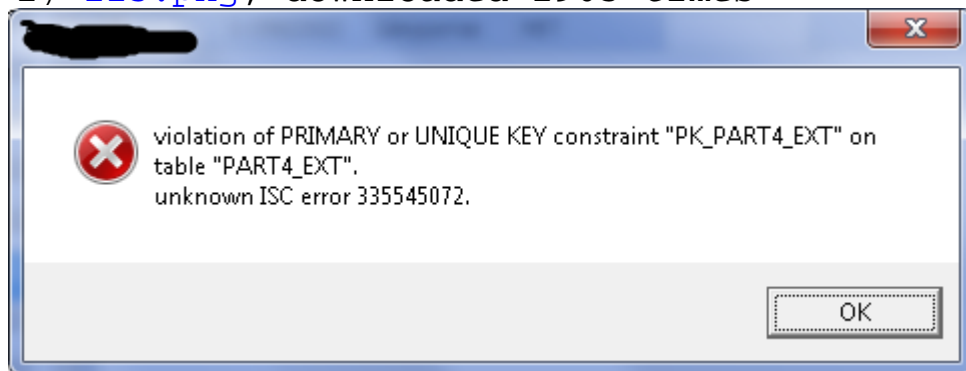 violation of PRIMARY or UNIQUE KEY constraint "PK_PART4_EXT" on
table "PART4_EXT".
unknown ISC error 335545072.
OK